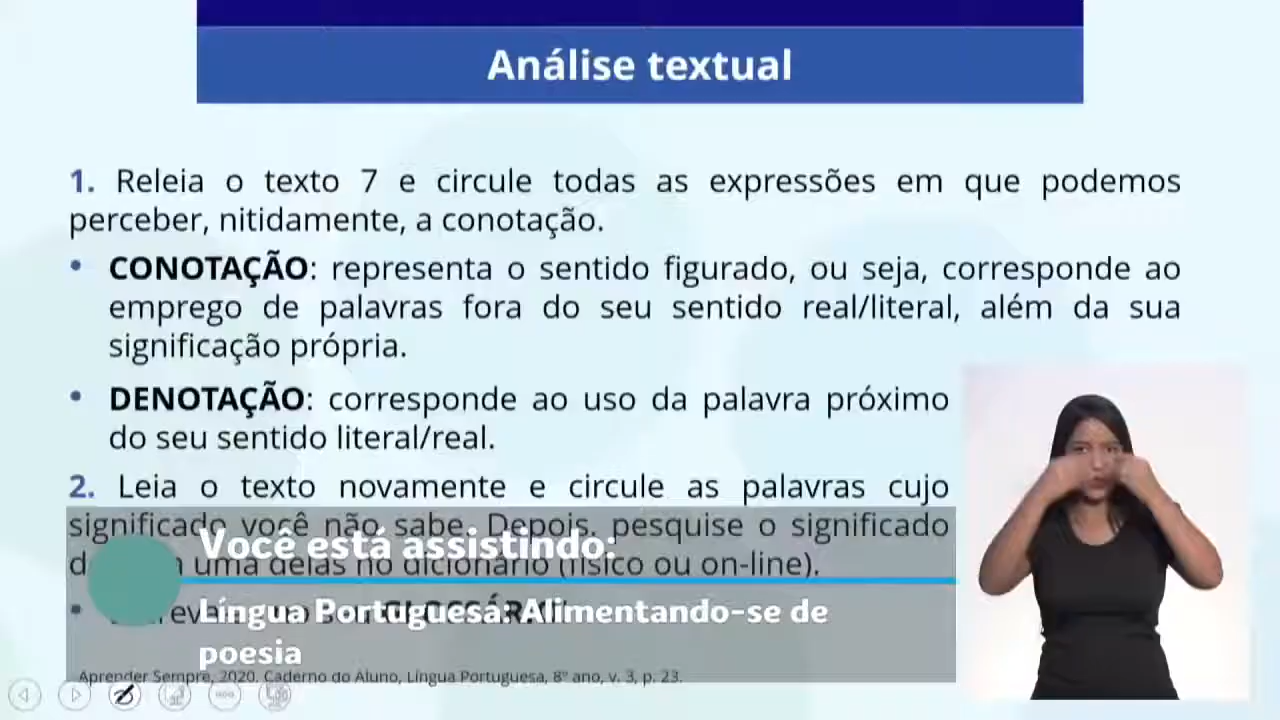 Análise textual
1. Releia o texto 7 e circule todas as expressões em que podemos
perceber, nitidamente, a conotação.
• CONOTAÇÃO: representa o sentido figurado, ou seja, corresponde ao
emprego de palavras fora do seu sentido real/literal, além da sua
significação própria.
• DENOTAÇÃO: corresponde ao uso da palavra próximo
do seu sentido literal/real.
2. Leia o texto novamente e circule as palavras cujo
significado você não sabe. Depois, pesquise o significado
uma delas no dicionário (físico ou on-line).
Você está assistindo:
Língua Portuguesa: Alimentando-se de
poesia
Aprender Sempre, 2020. Caderno do Aluno, Língua Portuguesa, 8º ano, v. 3, p. 23.